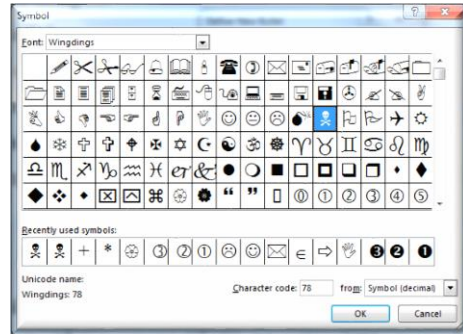 Symbol
Font: Wingdings
Recently used symbols:
Unicode name:
Wingdings: 78
Character code: 78 from: Symbol (decimal)
OK Cancel